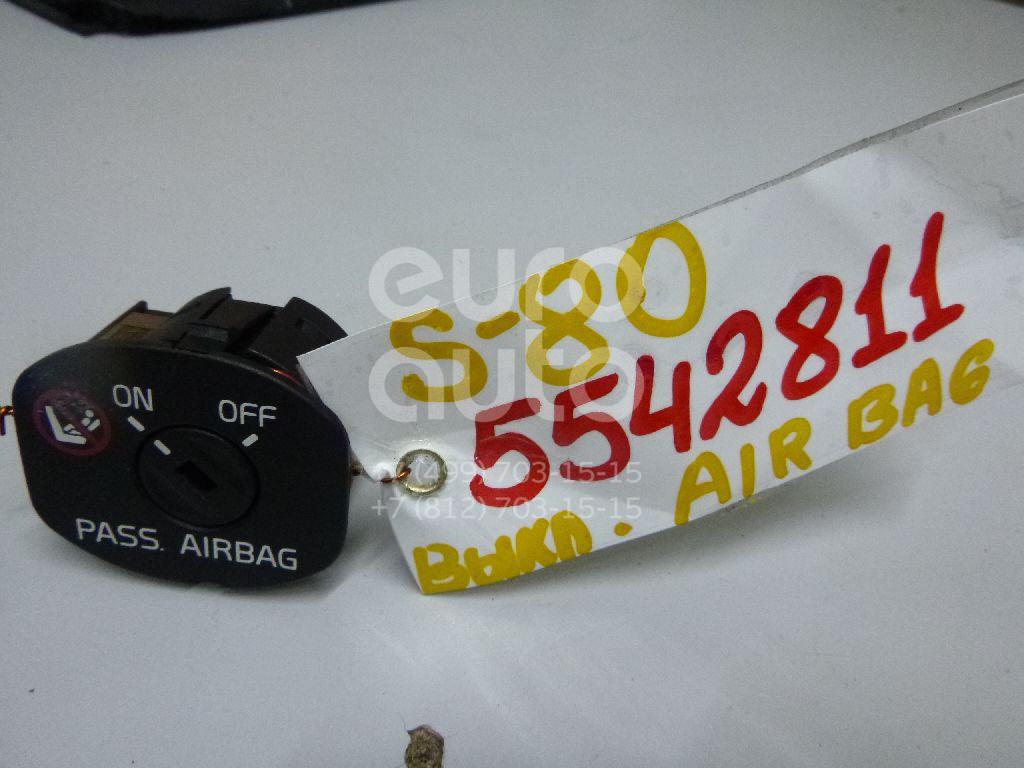 ON OFF
PASS. AIRBAG
S-80
5542811
ВЫКЛ. AIR BAG
euro
auto
(499) 703-15-15
+7 (812) 703-15-15